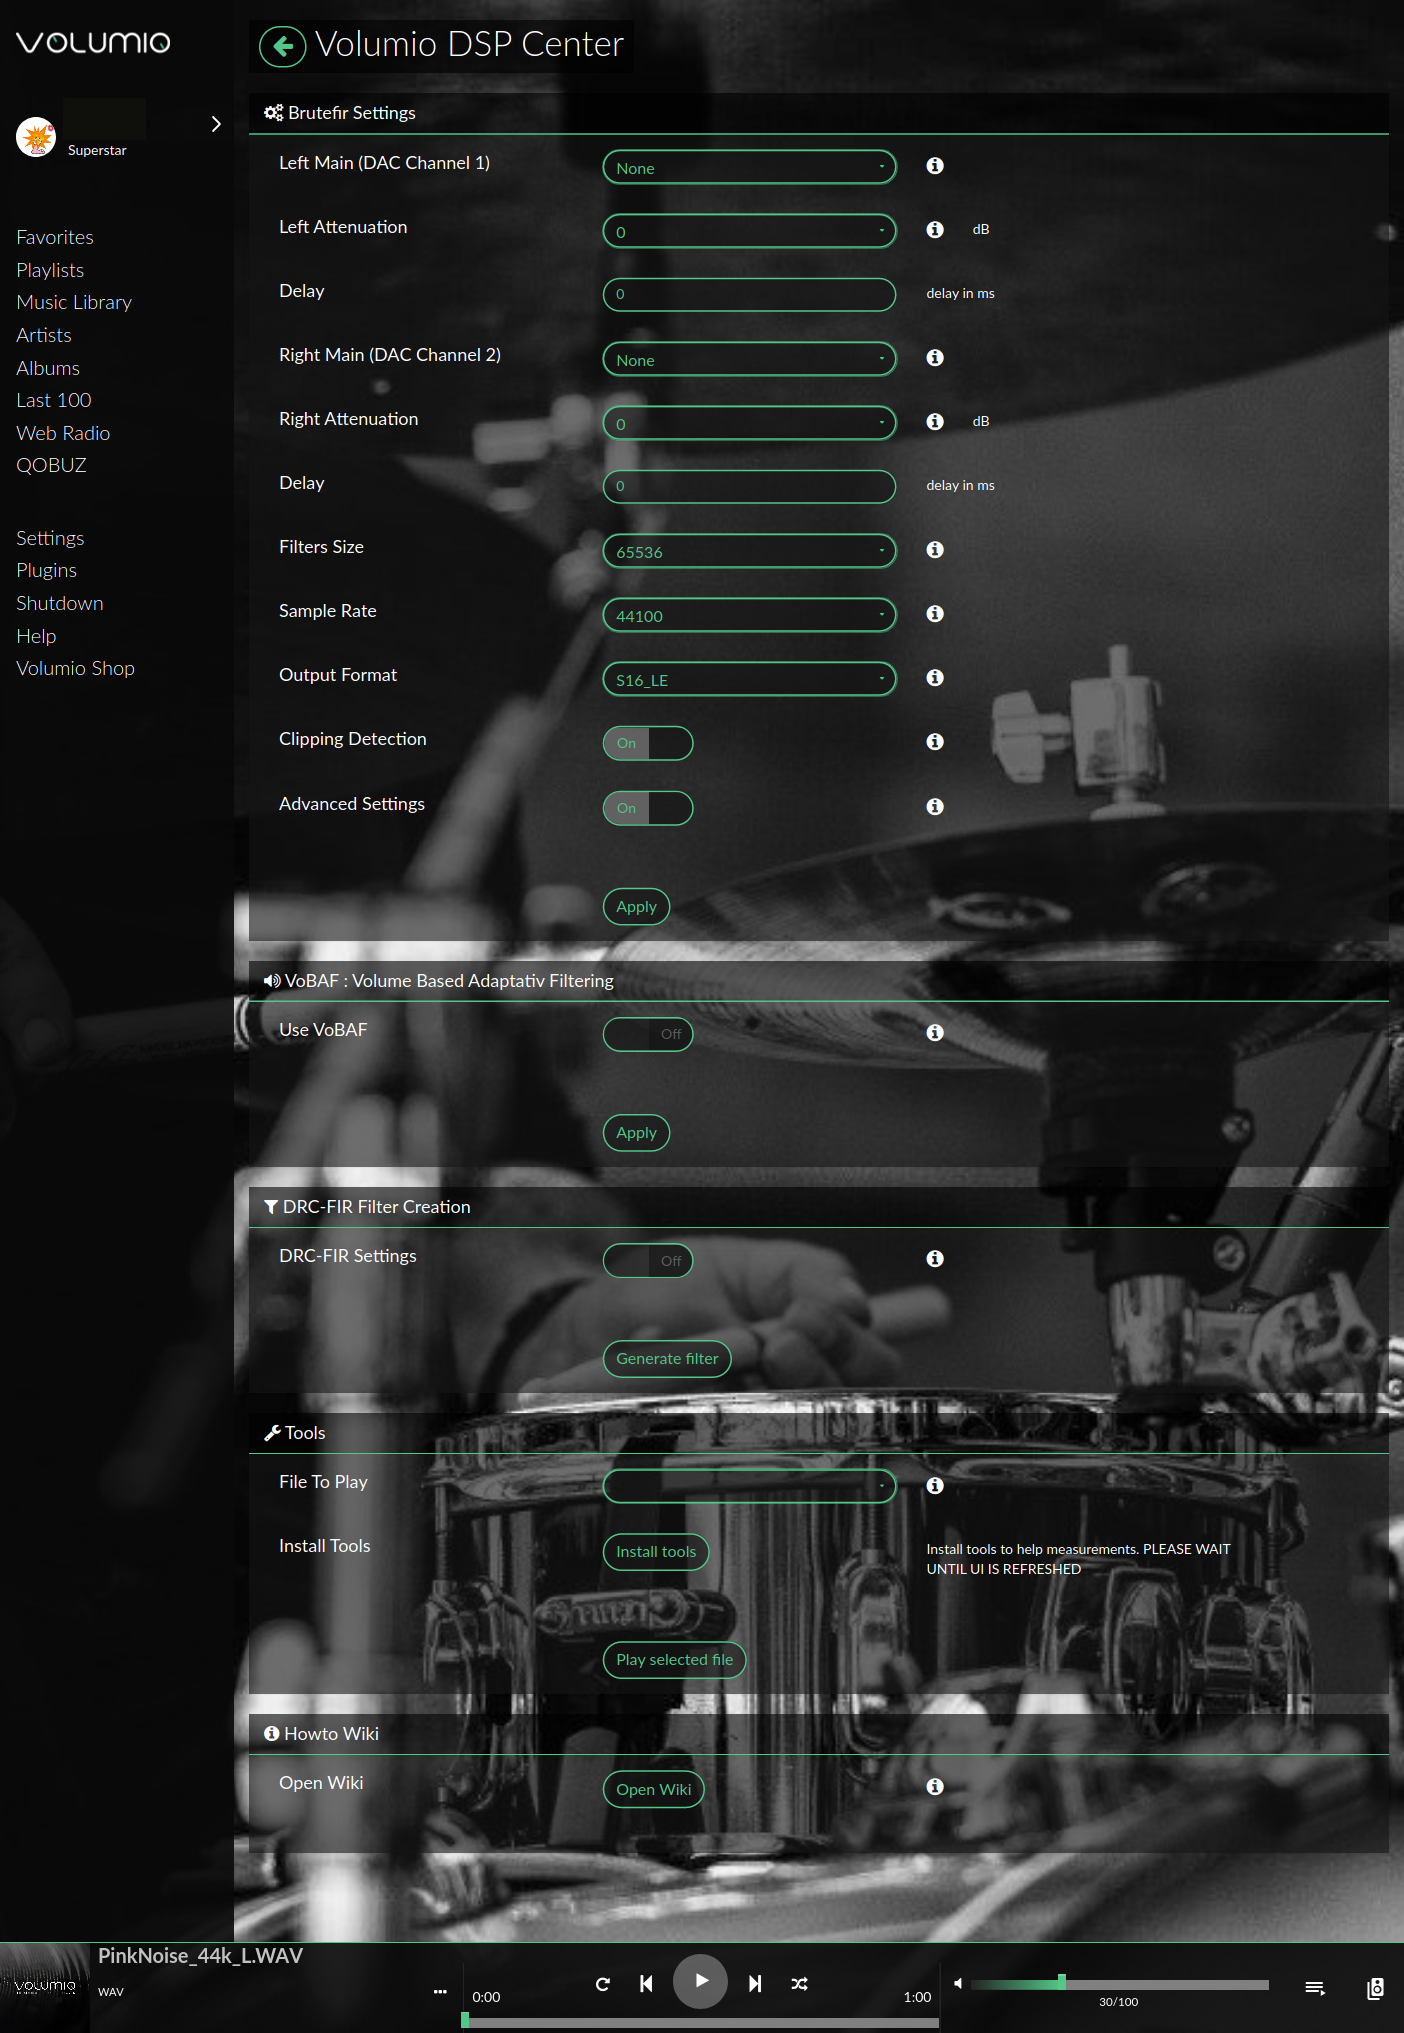 VOLUMIO
Superstar
Favorites
Playlists
Music Library
Artists
Albums
Last 100
Web Radio
QOBUZ
Settings
Plugins
Shutdown
Help
Volumio Shop
Volumio DSP Center
Brutefir Settings
Left Main (DAC Channel 1)
None
Left Attenuation
0
dB
Delay
0
delay in ms
Right Main (DAC Channel 2)
None
Right Attenuation
0
dB
Delay
0
delay in ms
Filters Size
65536
Sample Rate
44100
Output Format
S16_LE
Clipping Detection
On
Advanced Settings
On
Apply
VoBAF : Volume Based Adaptativ Filtering
Use VoBAF
Off
Apply
DRC-FIR Filter Creation
DRC-FIR Settings
Off
Generate filter
Tools
File To Play
Install Tools
Install tools
Install tools to help measurements. PLEASE WAIT
UNTIL UI IS REFRESHED
Play selected file
Howto Wiki
Open Wiki
Open Wiki
VOLUMIO
PinkNoise_44k_L.WAV
WAV
0:00
1:00
30/100